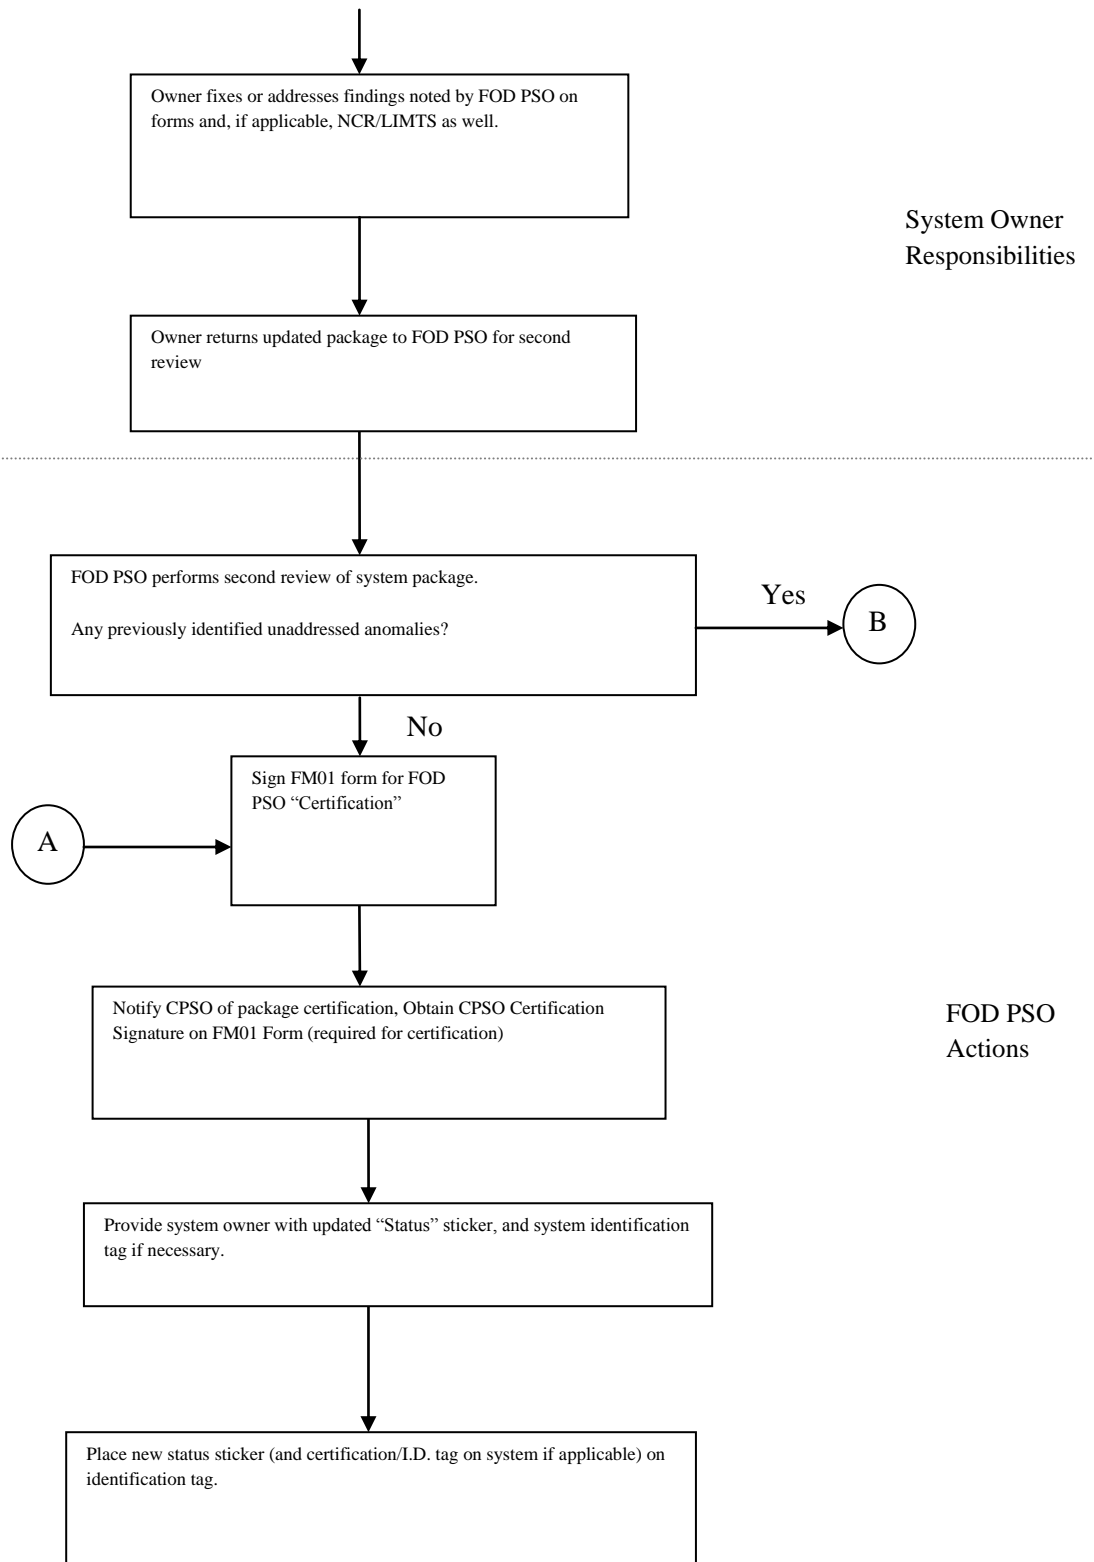 Owner fixes or addresses findings noted by FOD PSO on
forms and, if applicable, NCR/LIMTS as well.
System Owner
Responsibilities
Owner returns updated package to FOD PSO for second
review
FOD PSO performs second review of system package.
Any previously identified unaddressed anomalies?
Yes
B
No
Sign FM01 form for FOD
PSO “Certification”
A
Notify CPSO of package certification, Obtain CPSO Certification
Signature on FM01 Form (required for certification)
FOD PSO
Actions
Provide system owner with updated “Status” sticker, and system identification
tag if necessary.
Place new status sticker (and certification/I.D. tag on system if applicable) on
identification tag.